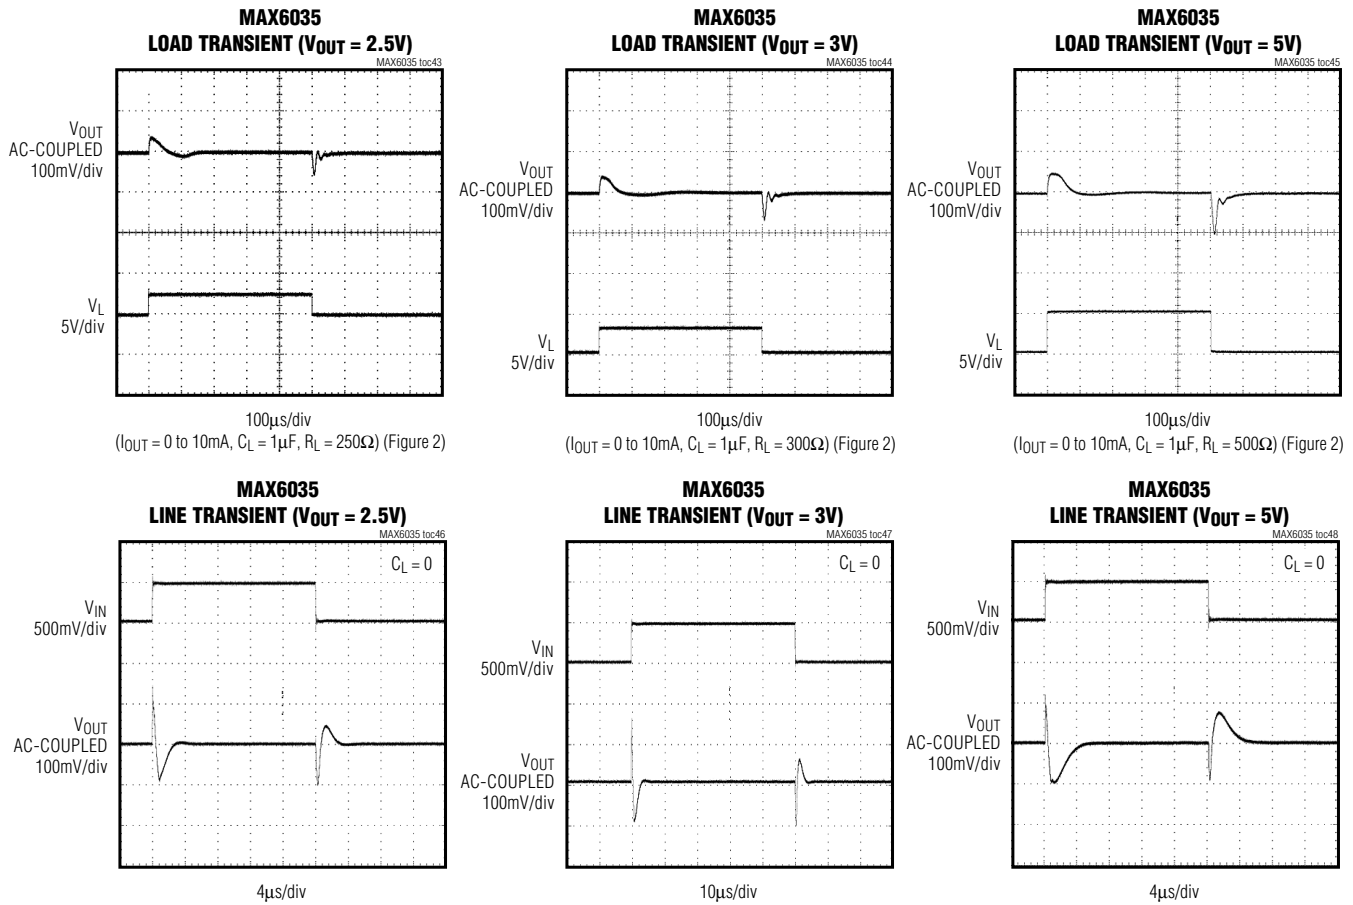 MAX6035
LOAD TRANSIENT (VOUT = 2.5V)
MAX6035 toc43
VOUT
AC-COUPLED
100mV/div
VL
5V/div
100μs/div
(IOUT = 0 to 10mA, CL = 1μF, RL = 250Ω) (Figure 2)
MAX6035
LOAD TRANSIENT (VOUT = 3V)
MAX6035 toc44
VOUT
AC-COUPLED
100mV/div
VL
5V/div
100μs/div
(IOUT = 0 to 10mA, CL = 1μF, RL = 300Ω) (Figure 2)
MAX6035
LOAD TRANSIENT (VOUT = 5V)
MAX6035 toc45
VOUT
AC-COUPLED
100mV/div
VL
5V/div
100μs/div
(IOUT = 0 to 10mA, CL = 1μF, RL = 500Ω) (Figure 2)
MAX6035
LINE TRANSIENT (VOUT = 2.5V)
MAX6035 toc46
CL = 0
VIN
500mV/div
VOUT
AC-COUPLED
100mV/div
4μs/div
MAX6035
LINE TRANSIENT (VOUT = 3V)
MAX6035 toc47
CL = 0
VIN
500mV/div
VOUT
AC-COUPLED
100mV/div
10μs/div
MAX6035
LINE TRANSIENT (VOUT = 5V)
MAX6035 toc48
CL = 0
VIN
500mV/div
VOUT
AC-COUPLED
100mV/div
4μs/div